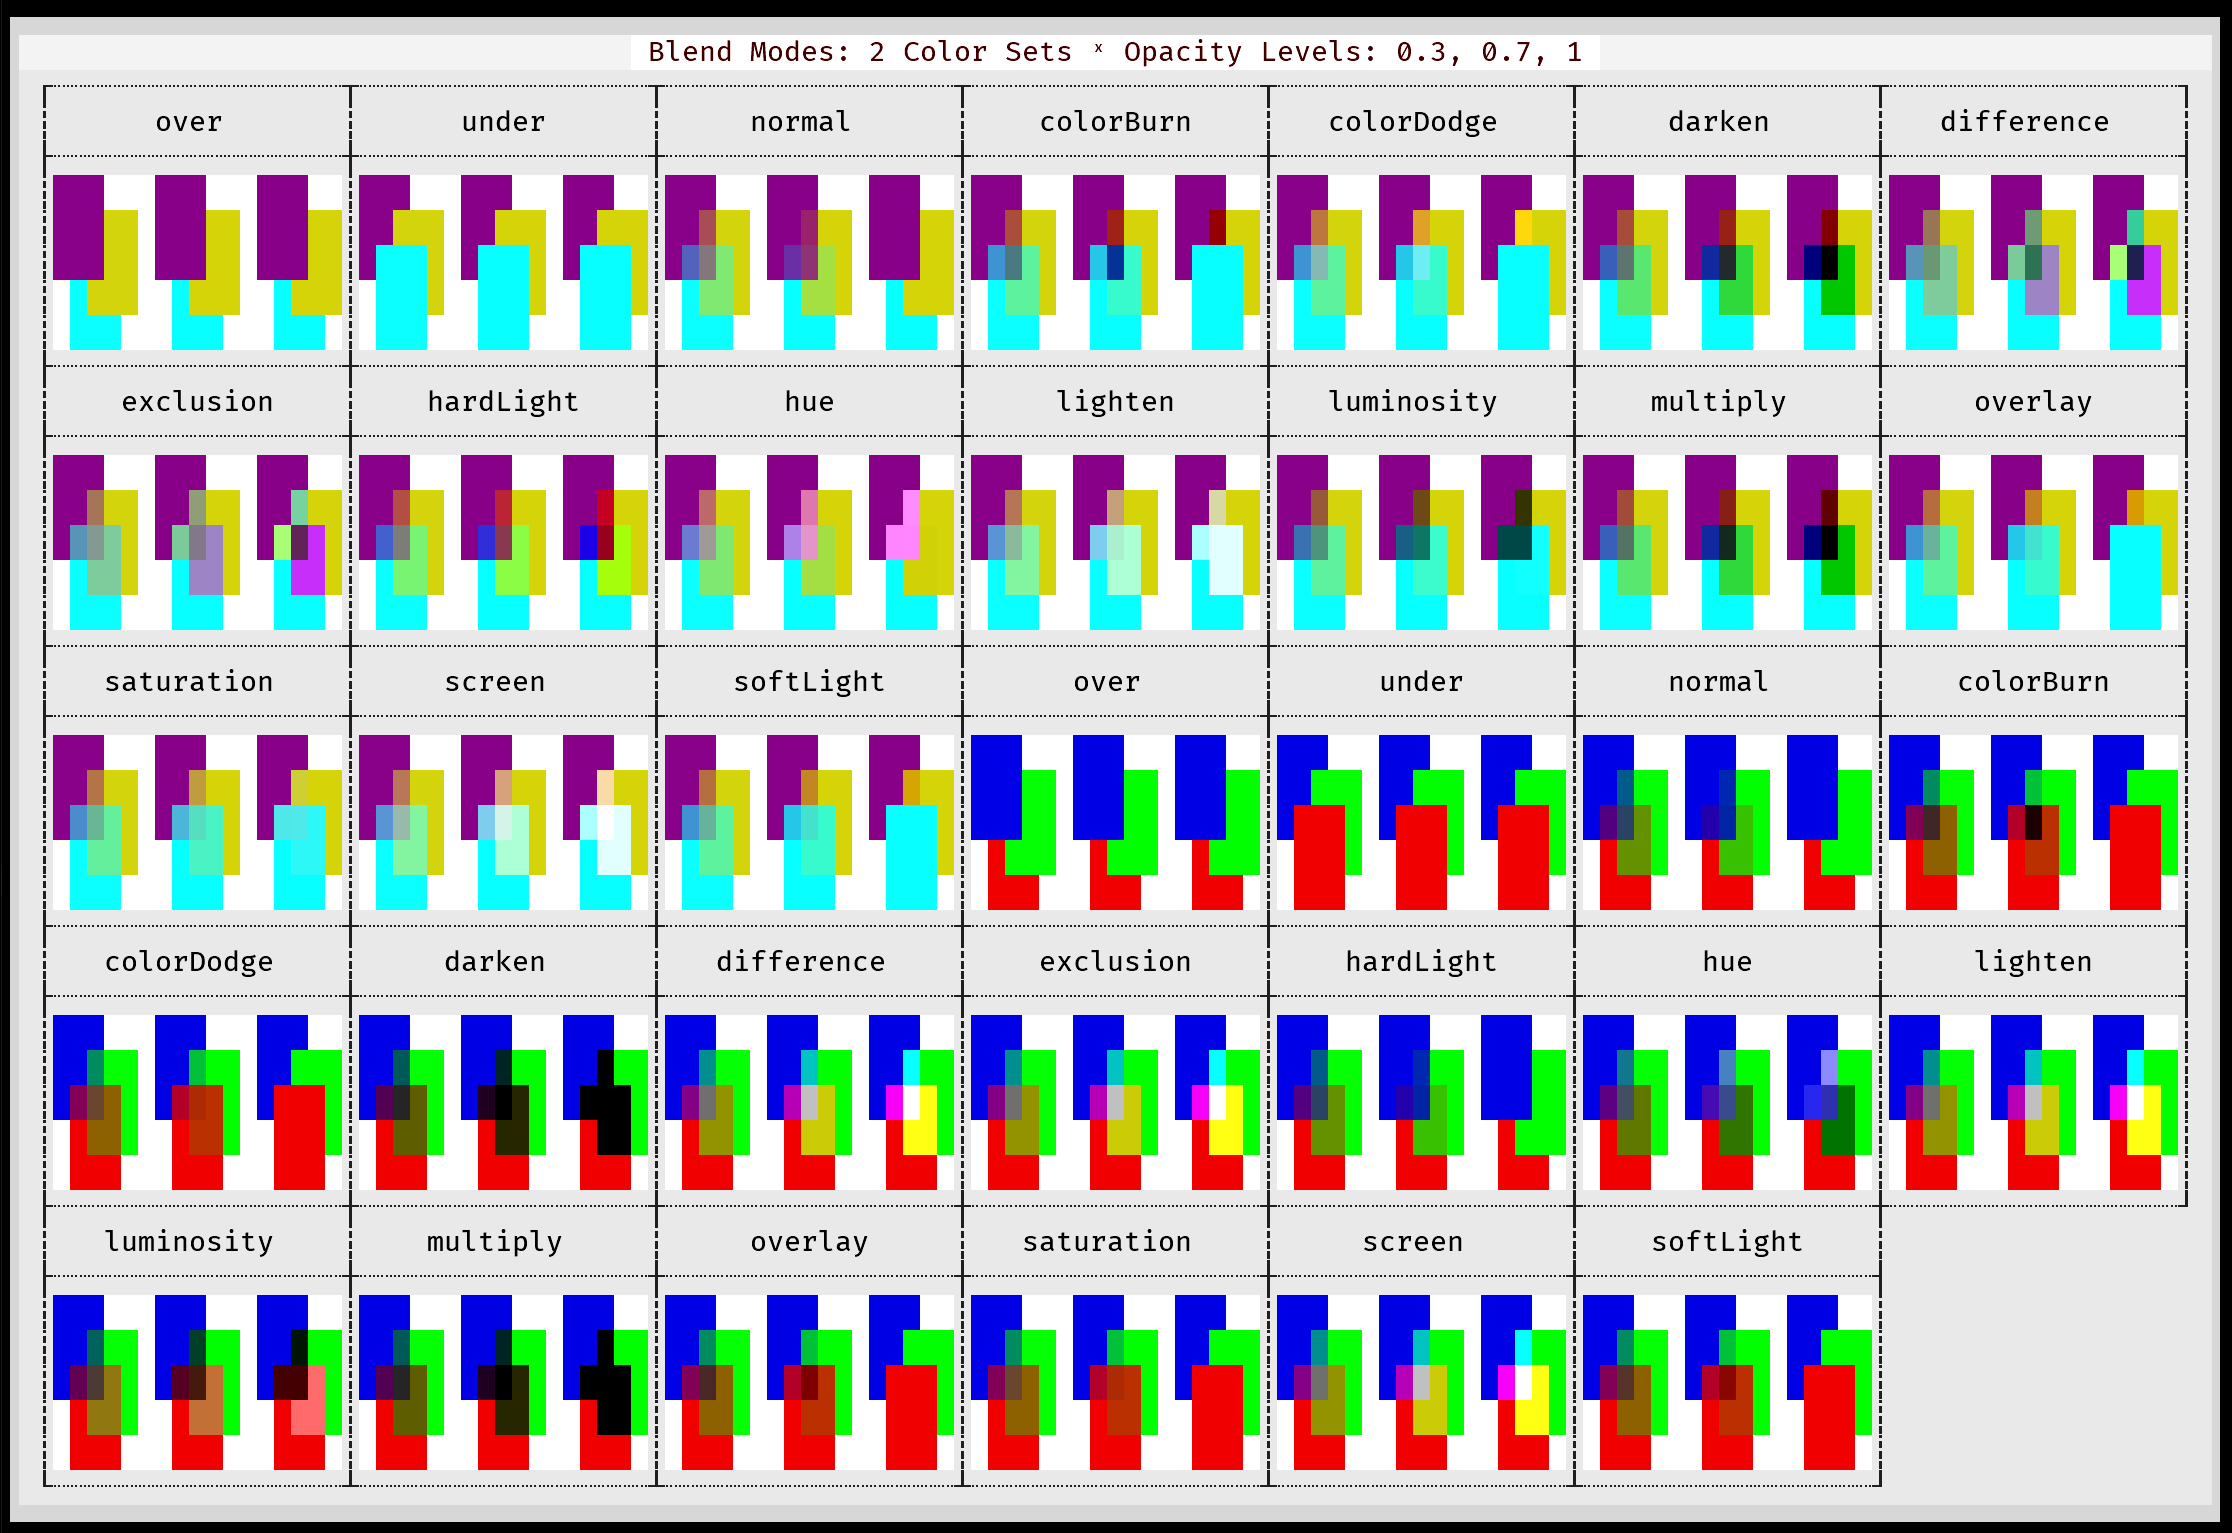 Blend Modes: 2 Color Sets ˣ Opacity Levels: 0.3, 0.7, 1
over under normal colorBurn colorDodge darken difference
exclusion hardLight hue lighten luminosity multiply overlay
saturation screen softLight over under normal colorBurn
colorDodge darken difference exclusion hardLight hue lighten
luminosity multiply overlay saturation screen softLight